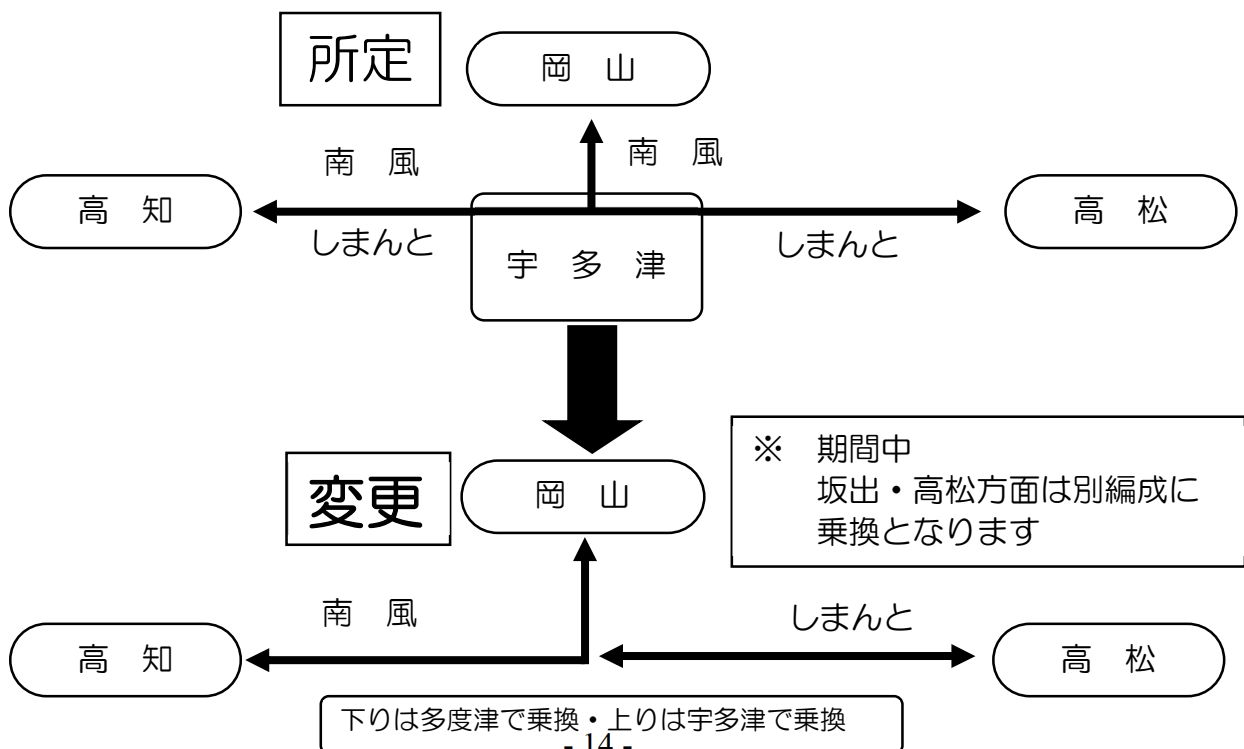 所定
岡 山
南 風
南 風
高 知
高 松
しまんと
しまんと
宇 多 津
変更
岡 山
※ 期間中
坂出・高松方面は別編成に
乗換となります
南 風
しまんと
高 知
高 松
下りは多度津で乗換・上りは宇多津で乗換
- 14 -